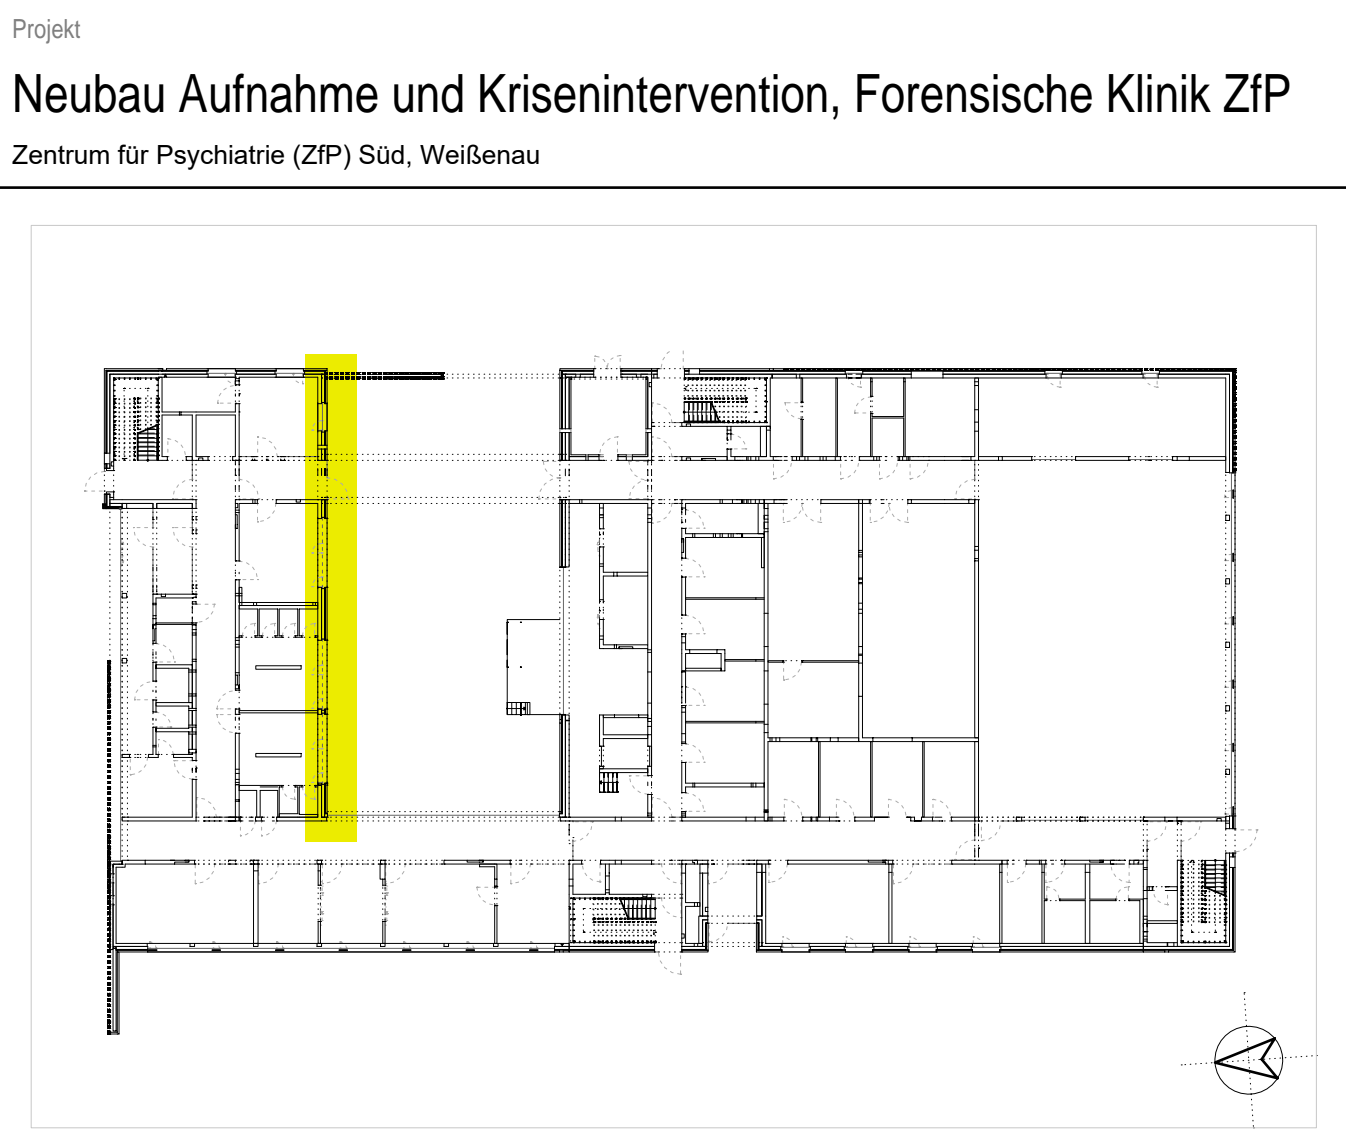 Projekt
Neubau Aufnahme und Krisenintervention, Forensische Klinik ZfP
Zentrum für Psychiatrie (ZfP) Süd, Weißenau